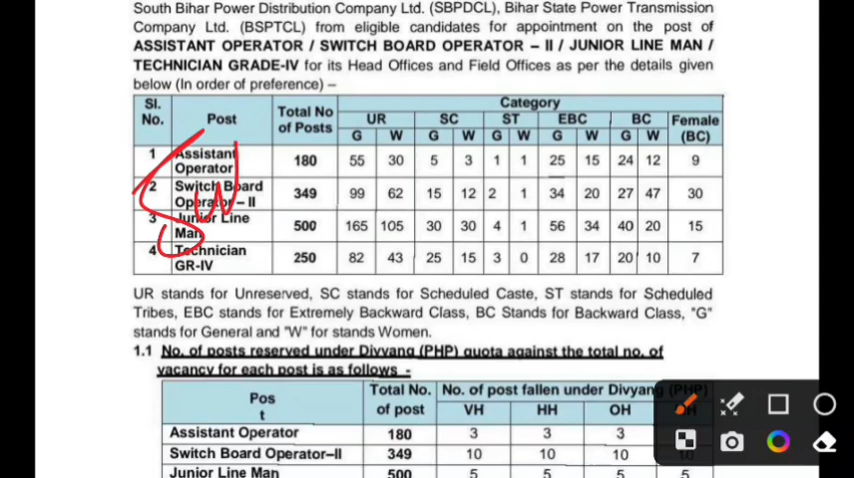 South Bihar Power Distribution Company Ltd. (SBPDCL), Bihar State Power Transmission
Company Ltd. (BSPTCL) from eligible candidates for appointment on the post of
ASSISTANT OPERATOR / SWITCH BOARD OPERATOR – II / JUNIOR LINE MAN /
TECHNICIAN GRADE-IV for its Head Offices and Field Offices as per the details given
below (In order of preference) –
Sl. No. Post Total No of Posts Category
UR SC ST EBC BC Female (BC)
G W G W G W G W G W
1 Assistant Operator 180 55 30 5 3 1 1 25 15 24 12 9
2 Switch Board Operator – II 349 99 62 15 12 2 1 34 20 27 47 30
3 Junior Line Man 500 165 105 30 30 4 1 56 34 40 20 15
4 Technician GR-IV 250 82 43 25 15 3 0 28 17 20 10 7
UR stands for Unreserved, SC stands for Scheduled Caste, ST stands for Scheduled
Tribes, EBC stands for Extremely Backward Class, BC Stands for Backward Class, "G"
stands for General and "W" for stands Women.
1.1 No. of posts reserved under Divyang (PHP) quota against the total no. of
vacancy for each post is as follows -
Pos t Total No. of post No. of post fallen under Divyang (PHP)
VH HH OH
Assistant Operator 180 3 3 3
Switch Board Operator–II 349 10 10 10 10
Junior Line Man 500 5 5 5 5